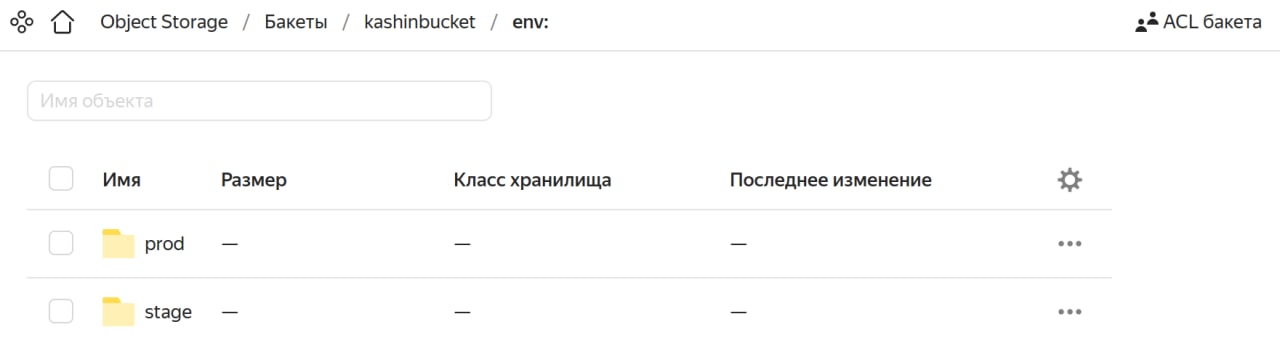 Object Storage / Бакеты / kashinbucket / env: ACL бакета
Имя объекта
Имя Размер Класс хранилища Последнее изменение
prod — — —
stage — — —